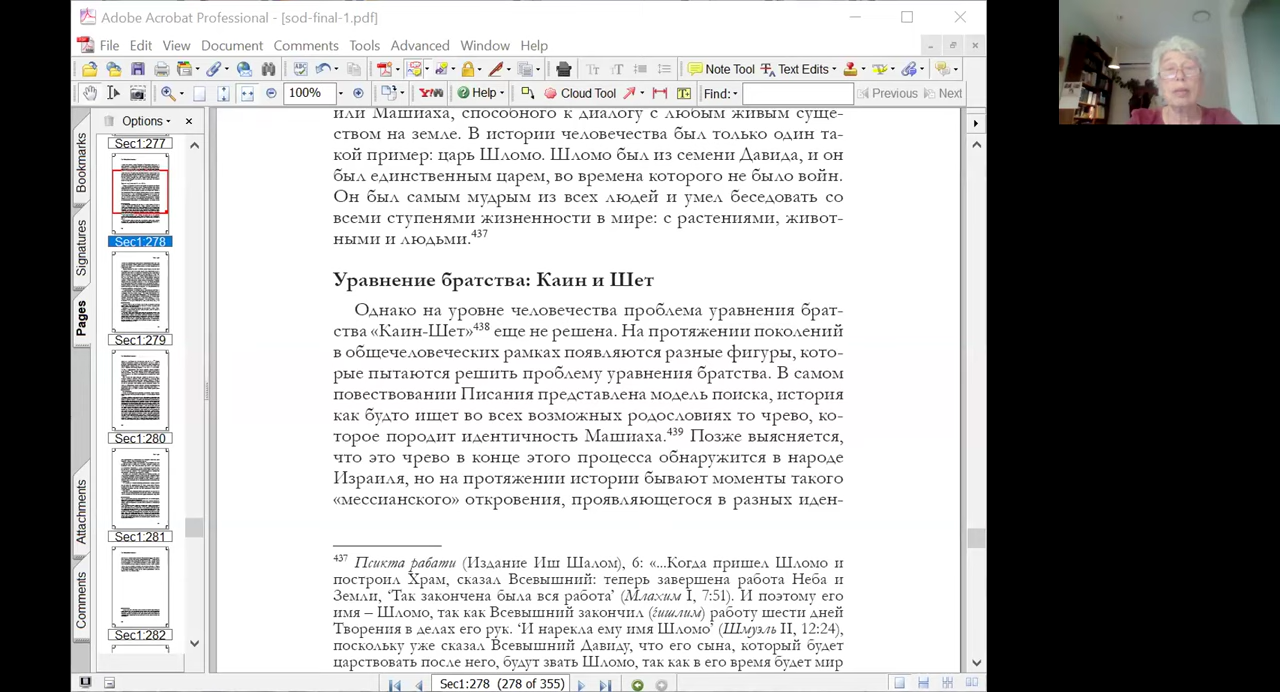 Adobe Acrobat Professional - [sod-final-1.pdf]
File Edit View Document Comments Tools Advanced Window Help
Note Tool Text Edits
100% Y!M Help Cloud Tool Find: Previous Next
Options
Bookmarks
Signatures
Pages
Attachments
Comments
Sec1:277
Sec1:278
Sec1:279
Sec1:280
Sec1:281
Sec1:282
или Машиаха, способного к диалогу с любым живым суще-
ством на земле. В истории человечества был только один та-
кой пример: царь Шломо. Шломо был из семени Давида, и он
был единственным царем, во времена которого не было войн.
Он был самым мудрым из всех людей и умел беседовать со
всеми ступенями жизненности в мире: с растениями, живот-
ными и людьми.437
Уравнение братства: Каин и Шет
Однако на уровне человечества проблема уравнения брат-
ства «Каин-Шет»438 еще не решена. На протяжении поколений
в общечеловеческих рамках появляются разные фигуры, кото-
рые пытаются решить проблему уравнения братства. В самом
повествовании Писания представлена модель поиска, история
как будто ищет во всех возможных родословиях то чрево, ко-
торое породит идентичность Машиаха.439 Позже выясняется,
что это чрево в конце этого процесса обнаружится в народе
Израиля, но на протяжении истории бывают моменты такого
«мессианского» откровения, проявляющегося в разных иден-
437 Псикта рабати (Издание Иш Шалом), 6: «...Когда пришел Шломо и
построил Храм, сказал Всевышний: теперь завершена работа Неба и
Земли, ‘Так закончена была вся работа’ (Млахим I, 7:51). И поэтому его
имя – Шломо, так как Всевышний закончил (ѓишлим) работу шести дней
Творения в делах его рук. ‘И нарекла ему имя Шломо’ (Шмуэль II, 12:24),
поскольку уже сказал Всевышний Давиду, что его сына, который будет
царствовать после него, будут звать Шломо, так как в его время будет мир
Sec1:278 (278 of 355)